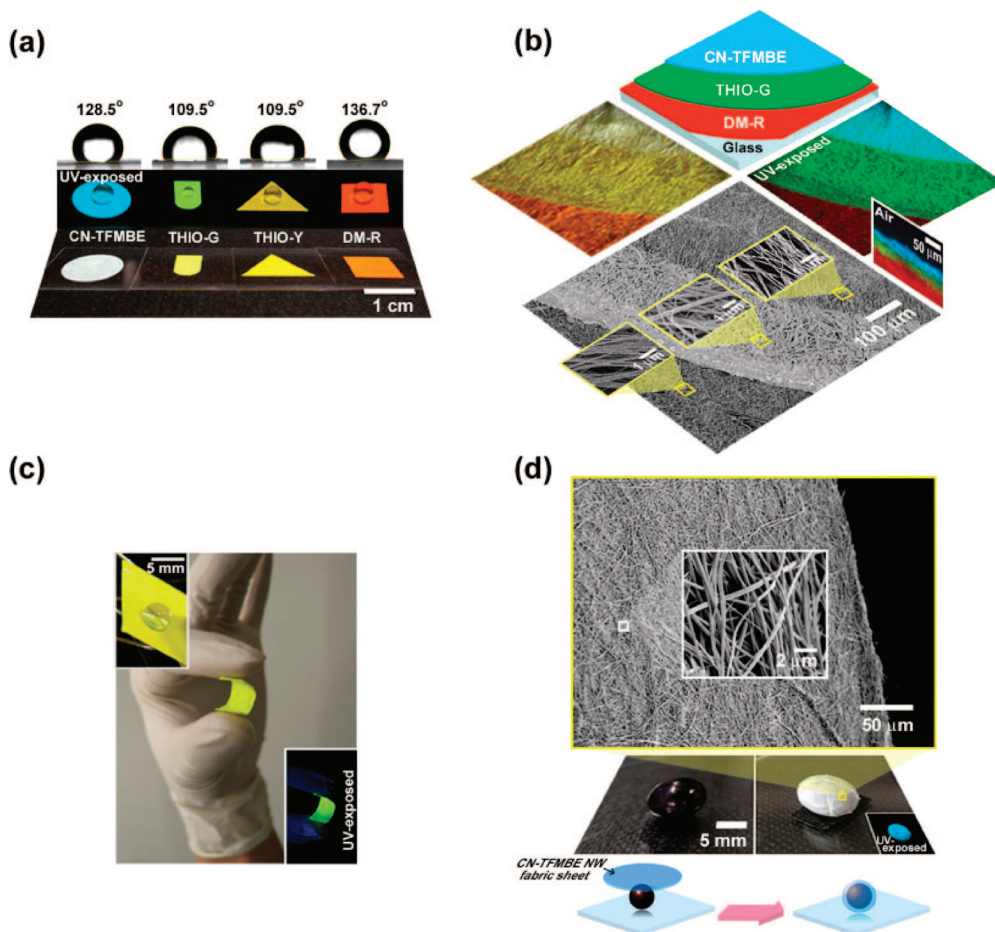 (a)
128.5°
109.5°
109.5°
136.7°
UV-exposed
CN-TFMBE
THIO-G
THIO-Y
DM-R
1 cm
(b)
CN-TFMBE
THIO-G
DM-R
Glass
UV-exposed
Air
50 μm
100 μm
1 μm
(c)
5 mm
UV-exposed
(d)
2 μm
50 μm
5 mm
UV-
exposed
CN-TFMBE NW
fabric sheet